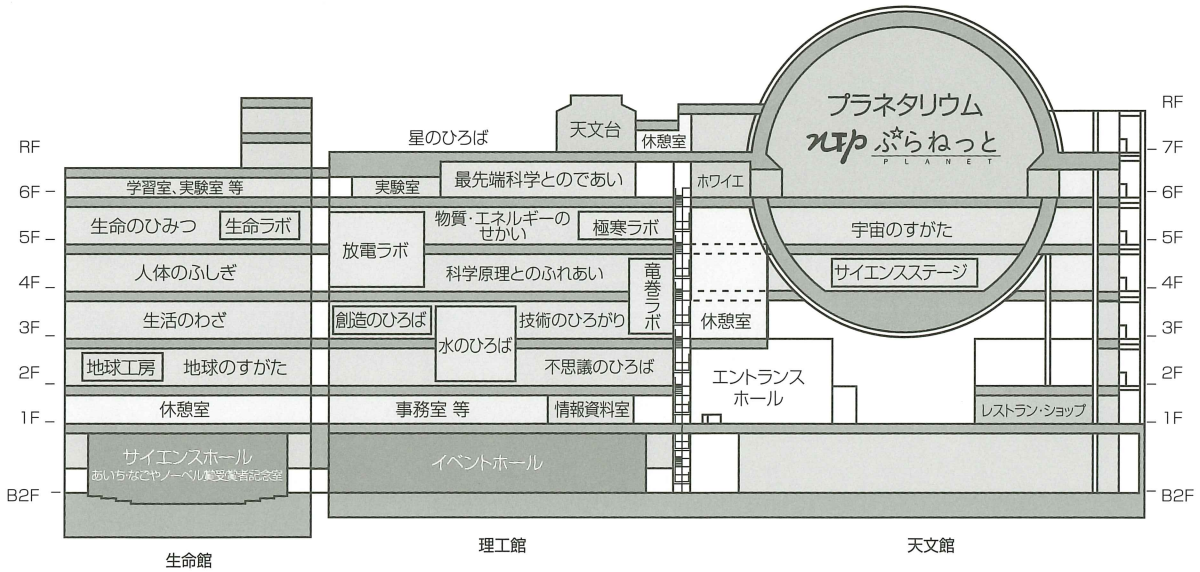 プラネタリウム
NTP ぷらねっと
PLANET
星のひろば
天文台
休憩室
RF
6F
5F
4F
3F
2F
1F
B2F
学習室、実験室 等
実験室
最先端科学とのであい
ホワイエ
生命のひみつ
生命ラボ
放電ラボ
物質・エネルギーの
せかい
極寒ラボ
宇宙のすがた
人体のふしぎ
科学原理とのふれあい
竜巻ラボ
サイエンスステージ
生活のわざ
創造のひろば
水のひろば
技術のひろがり
休憩室
地球工房
地球のすがた
不思議のひろば
エントランス
ホール
休憩室
事務室 等
情報資料室
レストラン・ショップ
サイエンスホール
あいち・なごやノーベル賞受賞者記念室
イベントホール
RF
7F
6F
5F
4F
3F
2F
1F
B2F
生命館
理工館
天文館